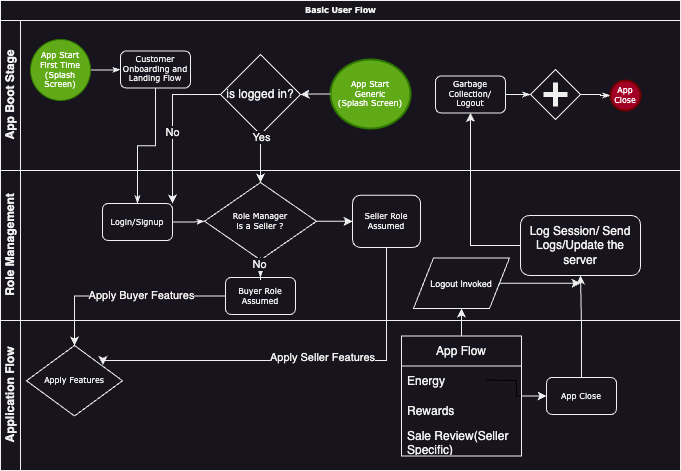 Basic User Flow
App Boot Stage
App Start
First Time
(Splash
Screen)
Customer
Onboarding and
Landing Flow
is logged in?
App Start
Generic
(Splash Screen)
Garbage
Collection/
Logout
App
Close
No
Yes
Role Management
Login/Signup
Role Manager
is a Seller ?
Seller Role
Assumed
Log Session/ Send
Logs/Update the
server
No
Buyer Role
Assumed
Logout Invoked
Apply Buyer Features
Application Flow
Apply Seller Features
Apply Features
App Flow
Energy
Rewards
Sale Review(Seller
Specific)
App Close